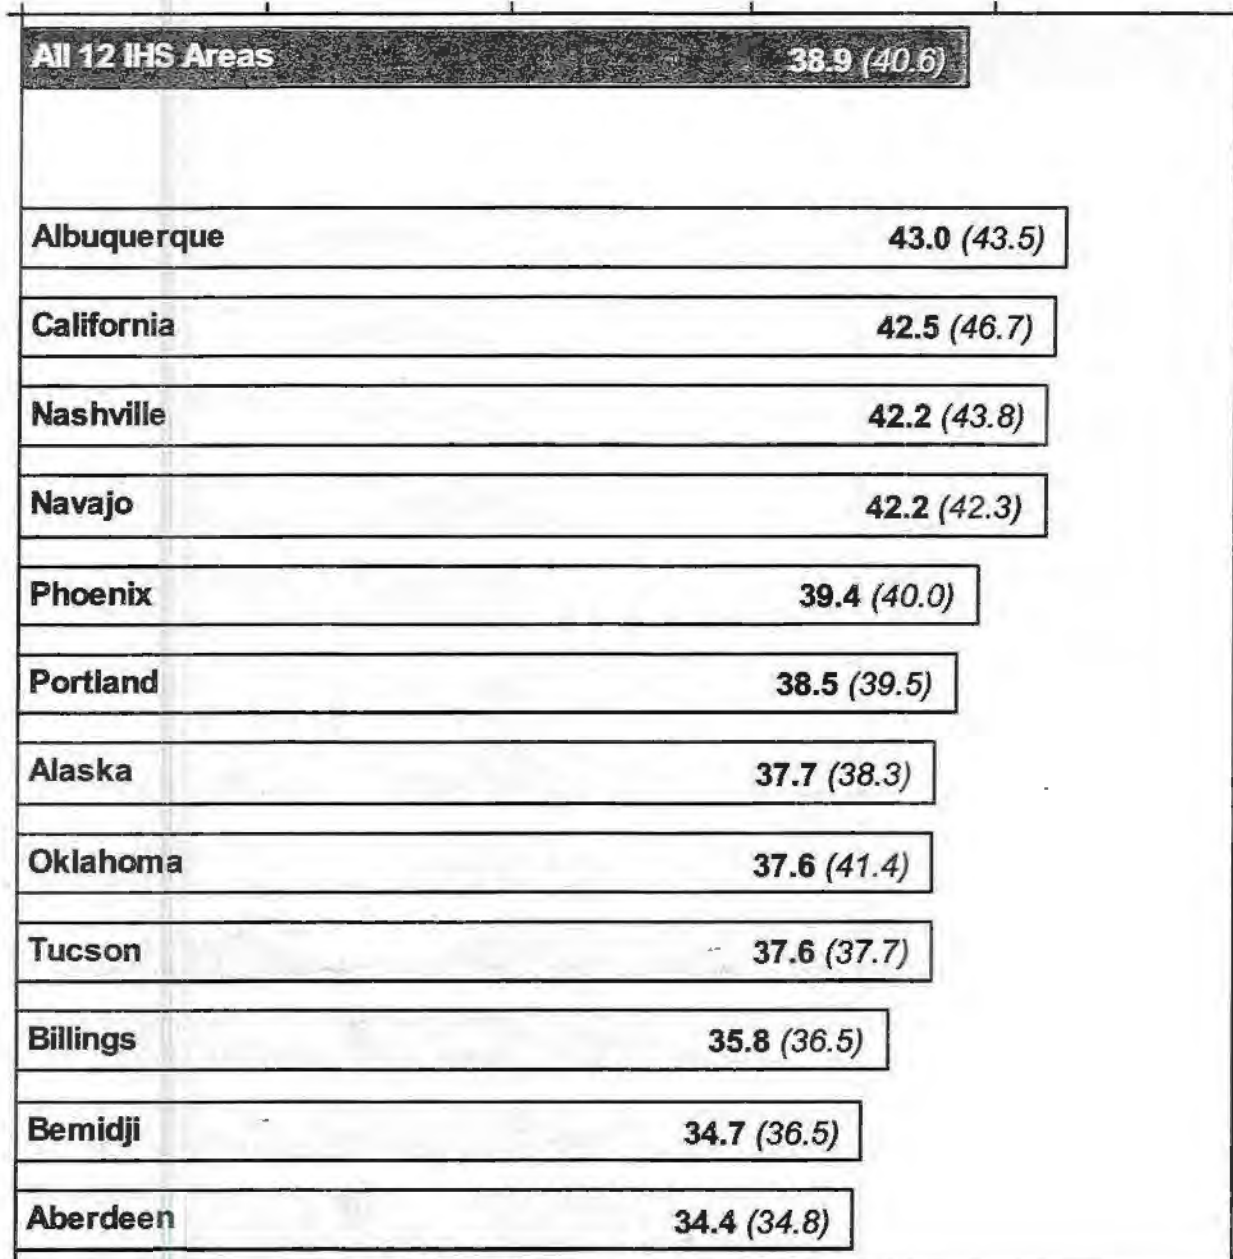 All 12 IHS Areas 38.9 (40.6)
Albuquerque 43.0 (43.5)
California 42.5 (46.7)
Nashville 42.2 (43.8)
Navajo 42.2 (42.3)
Phoenix 39.4 (40.0)
Portland 38.5 (39.5)
Alaska 37.7 (38.3)
Oklahoma 37.6 (41.4)
Tucson 37.6 (37.7)
Billings 35.8 (36.5)
Bemidji 34.7 (36.5)
Aberdeen 34.4 (34.8)